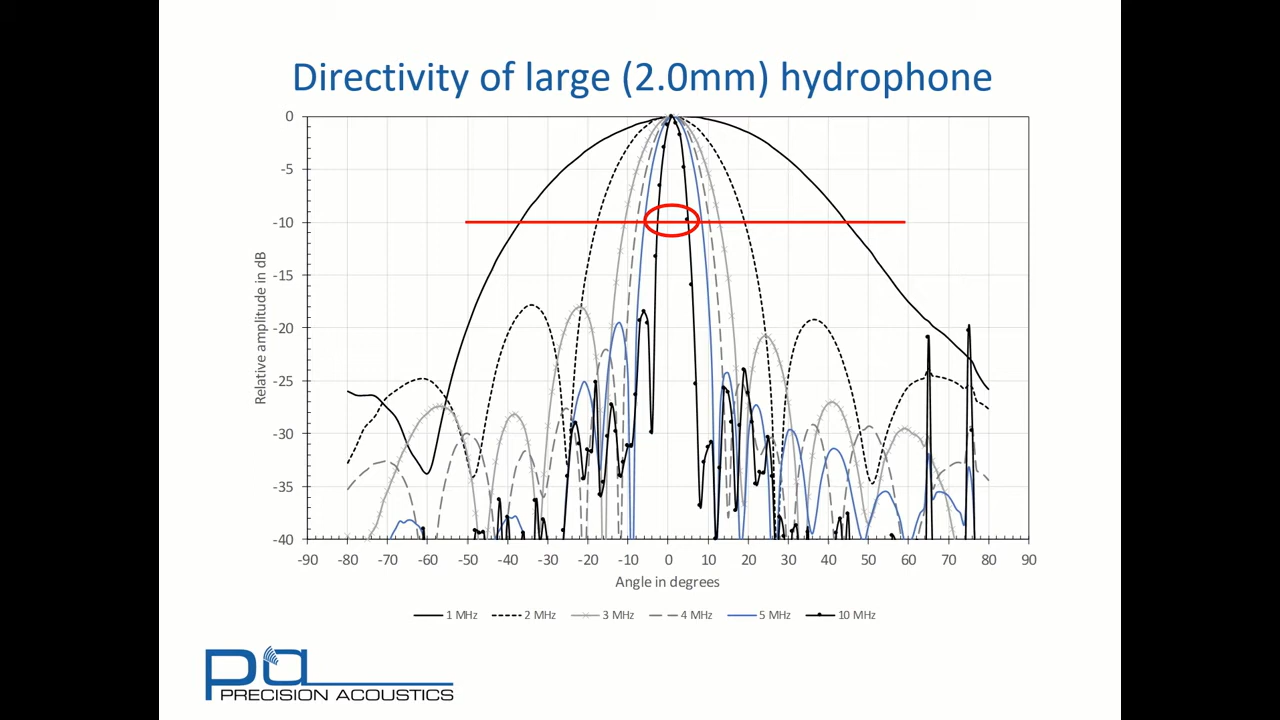 Directivity of large (2.0mm) hydrophone
0
-5
-10
-15
-20
-25
-30
-35
-40
Relative amplitude in dB
-90 -80 -70 -60 -50 -40 -30 -20 -10 0 10 20 30 40 50 60 70 80 90
Angle in degrees
1 MHz 2 MHz 3 MHz 4 MHz 5 MHz 10 MHz
pa
PRECISION ACOUSTICS